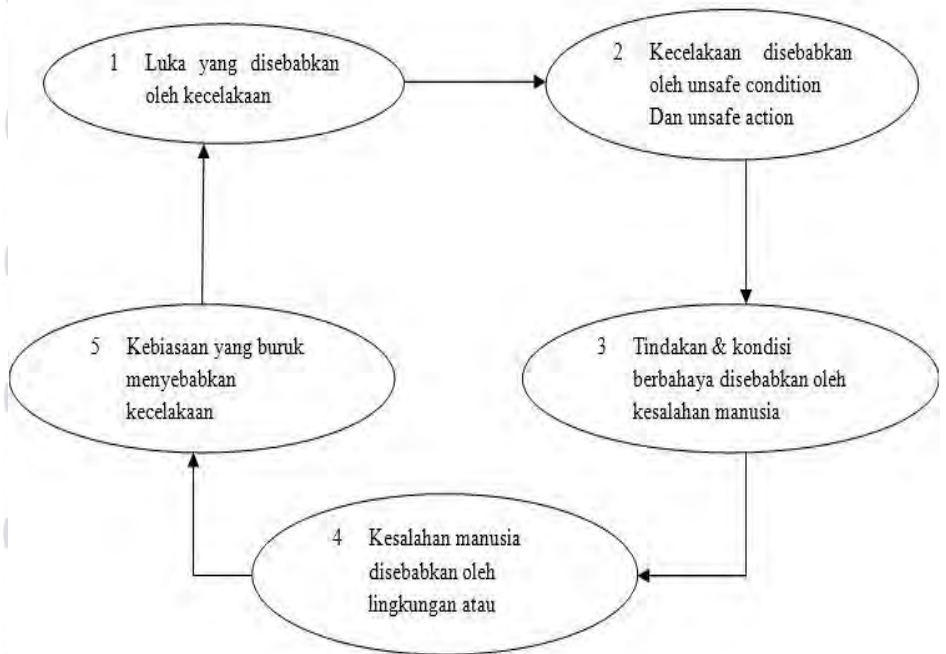 1 Luka yang disebabkan
oleh kecelakaan
2 Kecelakaan disebabkan
oleh unsafe condition
Dan unsafe action
3 Tindakan & kondisi
berbahaya disebabkan oleh
kesalahan manusia
4 Kesalahan manusia
disebabkan oleh
lingkungan atau
5 Kebiasaan yang buruk
menyebabkan
kecelakaan